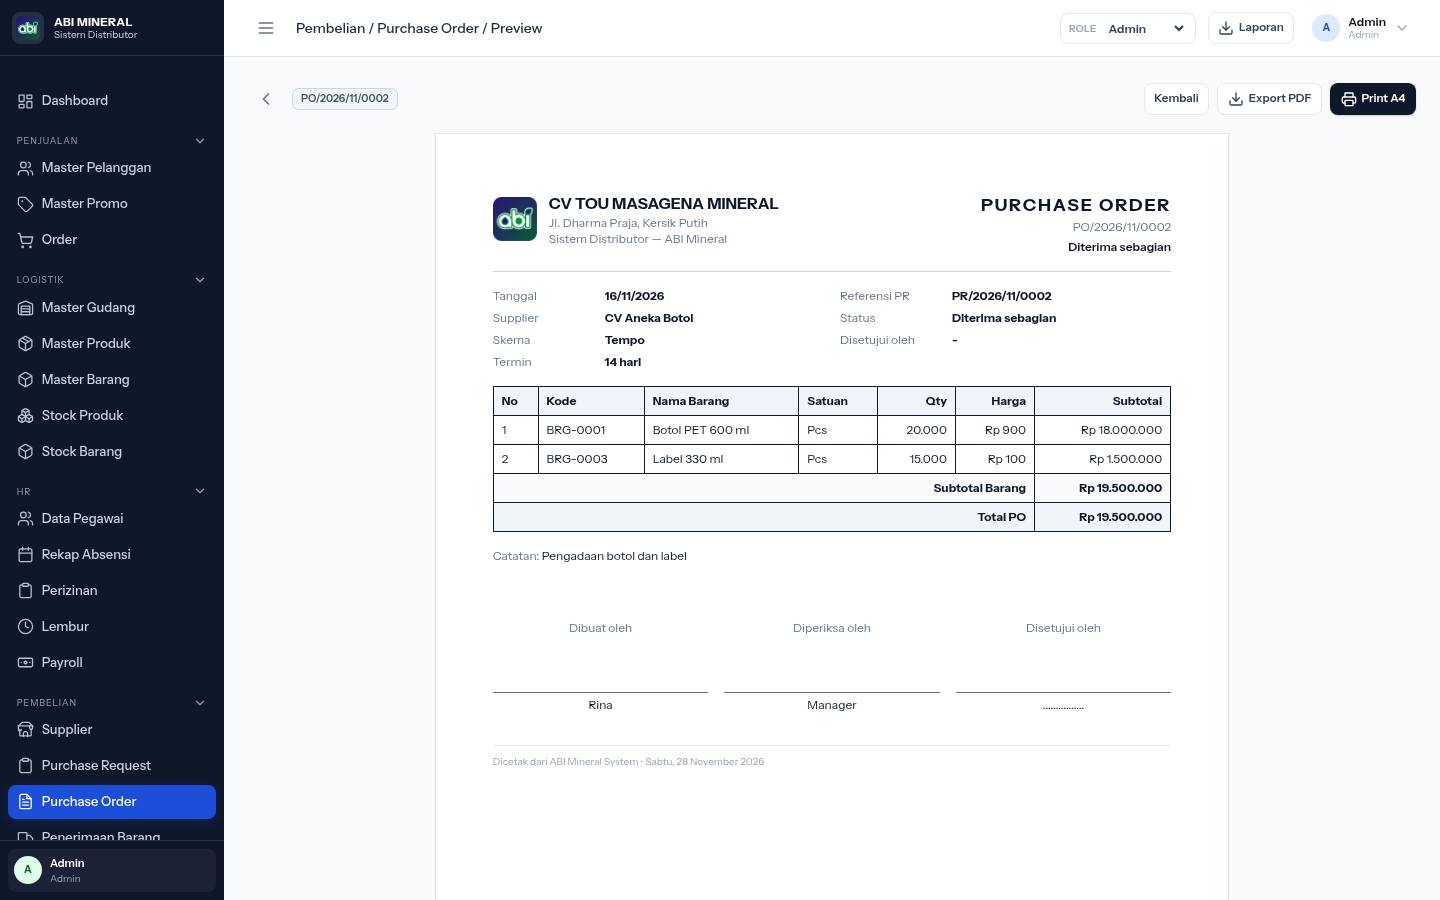 abi
ABI MINERAL
Sistem Distributor
Pembelian / Purchase Order / Preview
ROLE Admin
Laporan
A
Admin
Admin
Dashboard
PENJUALAN
Master Pelanggan
Master Promo
Order
LOGISTIK
Master Gudang
Master Produk
Master Barang
Stock Produk
Stock Barang
HR
Data Pegawai
Rekap Absensi
Perizinan
Lembur
Payroll
PEMBELIAN
Supplier
Purchase Request
Purchase Order
Penerimaan Barang
A
Admin
Admin
PO/2026/11/0002
Kembali
Export PDF
Print A4
abi
CV TOU MASAGENA MINERAL
Jl. Dharma Praja, Kersik Putih
Sistem Distributor — ABI Mineral
PURCHASE ORDER
PO/2026/11/0002
Diterima sebagian
Tanggal 16/11/2026 Referensi PR PR/2026/11/0002
Supplier CV Aneka Botol Status Diterima sebagian
Skema Tempo Disetujui oleh -
Termin 14 hari
No Kode Nama Barang Satuan Qty Harga Subtotal
1 BRG-0001 Botol PET 600 ml Pcs 20.000 Rp 900 Rp 18.000.000
2 BRG-0003 Label 330 ml Pcs 15.000 Rp 100 Rp 1.500.000
Subtotal Barang Rp 19.500.000
Total PO Rp 19.500.000
Catatan: Pengadaan botol dan label
Dibuat oleh Diperiksa oleh Disetujui oleh
Rina Manager ................
Dicetak dari ABI Mineral System • Sabtu, 28 November 2026